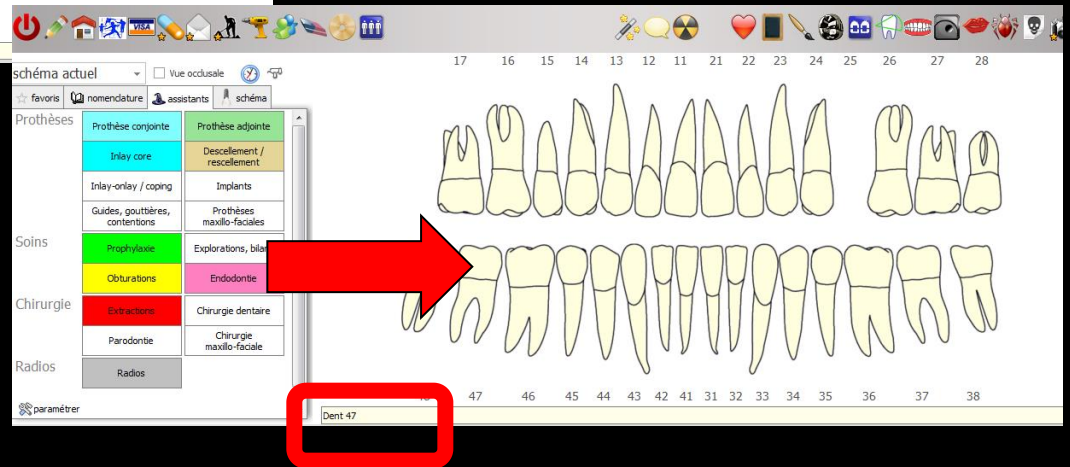 VISA
17 16 15 14 13 12 11 21 22 23 24 25 26 27 28
schéma actuel
Vue occlusale
favoris nomenclature assistants schéma
Prothèses
Prothèse conjointe Prothèse adjointe
Inlay core Descellement /
rescellement
Inlay-onlay / coping Implants
Guides, gouttières,
contentions
Prothèses
maxillo-faciales
Soins
Prophylaxie Explorations,
Obturations Endodontie
Chirurgie
Extractions Chirurgie dentaire
Parodontie Chirurgie
maxillo-faciale
Radios
Radios
paramétrer
47 46 45 44 43 42 41 31 32 33 34 35 36 37 38
Dent 47